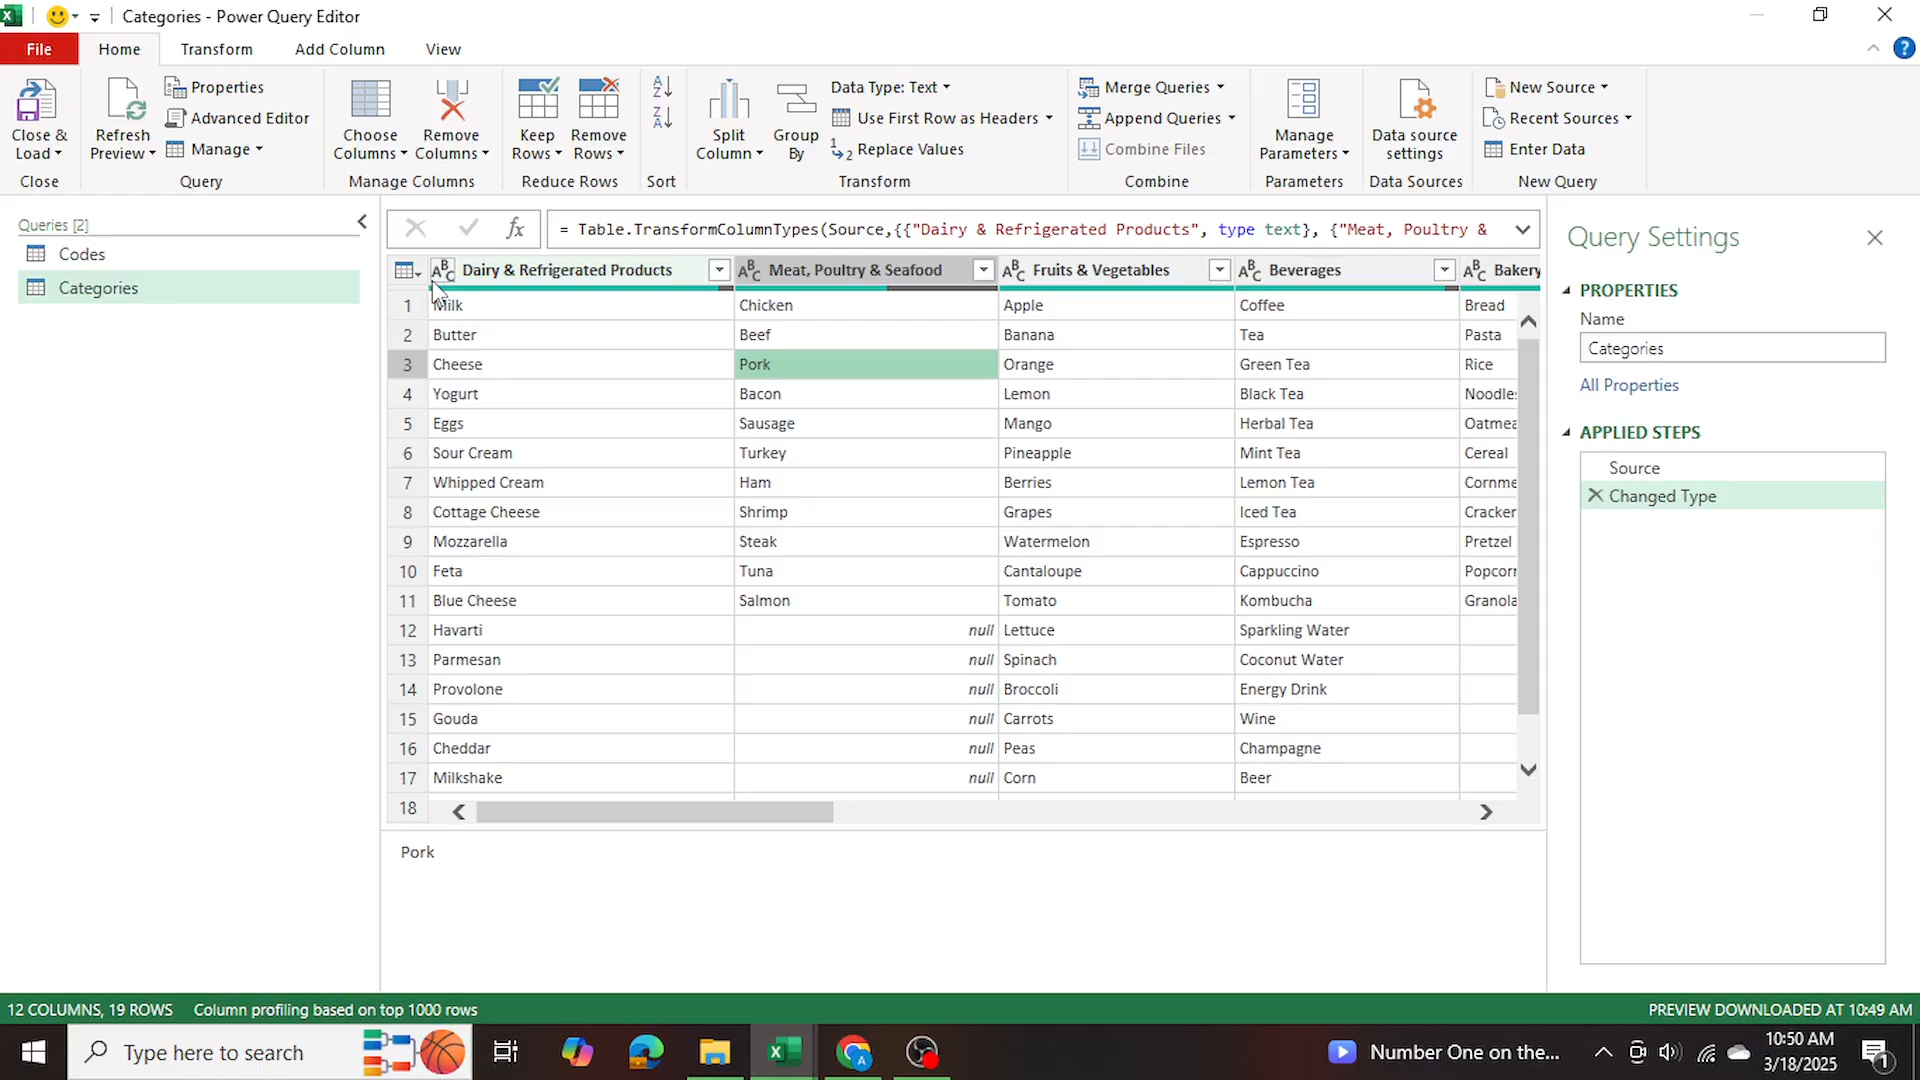 Categories - Power Query Editor
File
Home
Transform
Add Column
View
Close &
Load
Close
Refresh
Preview
Properties
Advanced Editor
Manage
Query
Choose
Columns
Remove
Columns
Manage Columns
Keep
Rows
Remove
Rows
Reduce Rows
Sort
Split
Column
Group
By
Data Type: Text
Use First Row as Headers
Replace Values
Transform
Merge Queries
Append Queries
Combine Files
Combine
Manage
Parameters
Parameters
Data source
settings
Data Sources
New Source
Recent Sources
Enter Data
New Query
Queries [2]
Codes
Categories
fx
= Table.TransformColumnTypes(Source,{{"Dairy & Refrigerated Products", type text}, {"Meat, Poultry &
Dairy & Refrigerated Products Meat, Poultry & Seafood Fruits & Vegetables Beverages Bakery
1 Milk Chicken Apple Coffee Bread
2 Butter Beef Banana Tea Pasta
3 Cheese Pork Orange Green Tea Rice
4 Yogurt Bacon Lemon Black Tea Noodles
5 Eggs Sausage Mango Herbal Tea Oatmea
6 Sour Cream Turkey Pineapple Mint Tea Cereal
7 Whipped Cream Ham Berries Lemon Tea Cornme
8 Cottage Cheese Shrimp Grapes Iced Tea Cracker
9 Mozzarella Steak Watermelon Espresso Pretzel
10 Feta Tuna Cantaloupe Cappuccino Popcorn
11 Blue Cheese Salmon Tomato Kombucha Granola
12 Havarti null Lettuce Sparkling Water
13 Parmesan null Spinach Coconut Water
14 Provolone null Broccoli Energy Drink
15 Gouda null Carrots Wine
16 Cheddar null Peas Champagne
17 Milkshake null Corn Beer
18
Pork
Query Settings
PROPERTIES
Name
Categories
All Properties
APPLIED STEPS
Source
Changed Type
12 COLUMNS, 19 ROWS
Column profiling based on top 1000 rows
PREVIEW DOWNLOADED AT 10:49 AM
Type here to search
Number One on the...
10:50 AM
3/18/2025
1